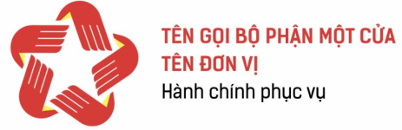 TÊN GỌI BỘ PHẬN MỘT CỬA
TÊN ĐƠN VỊ
Hành chính phục vụ